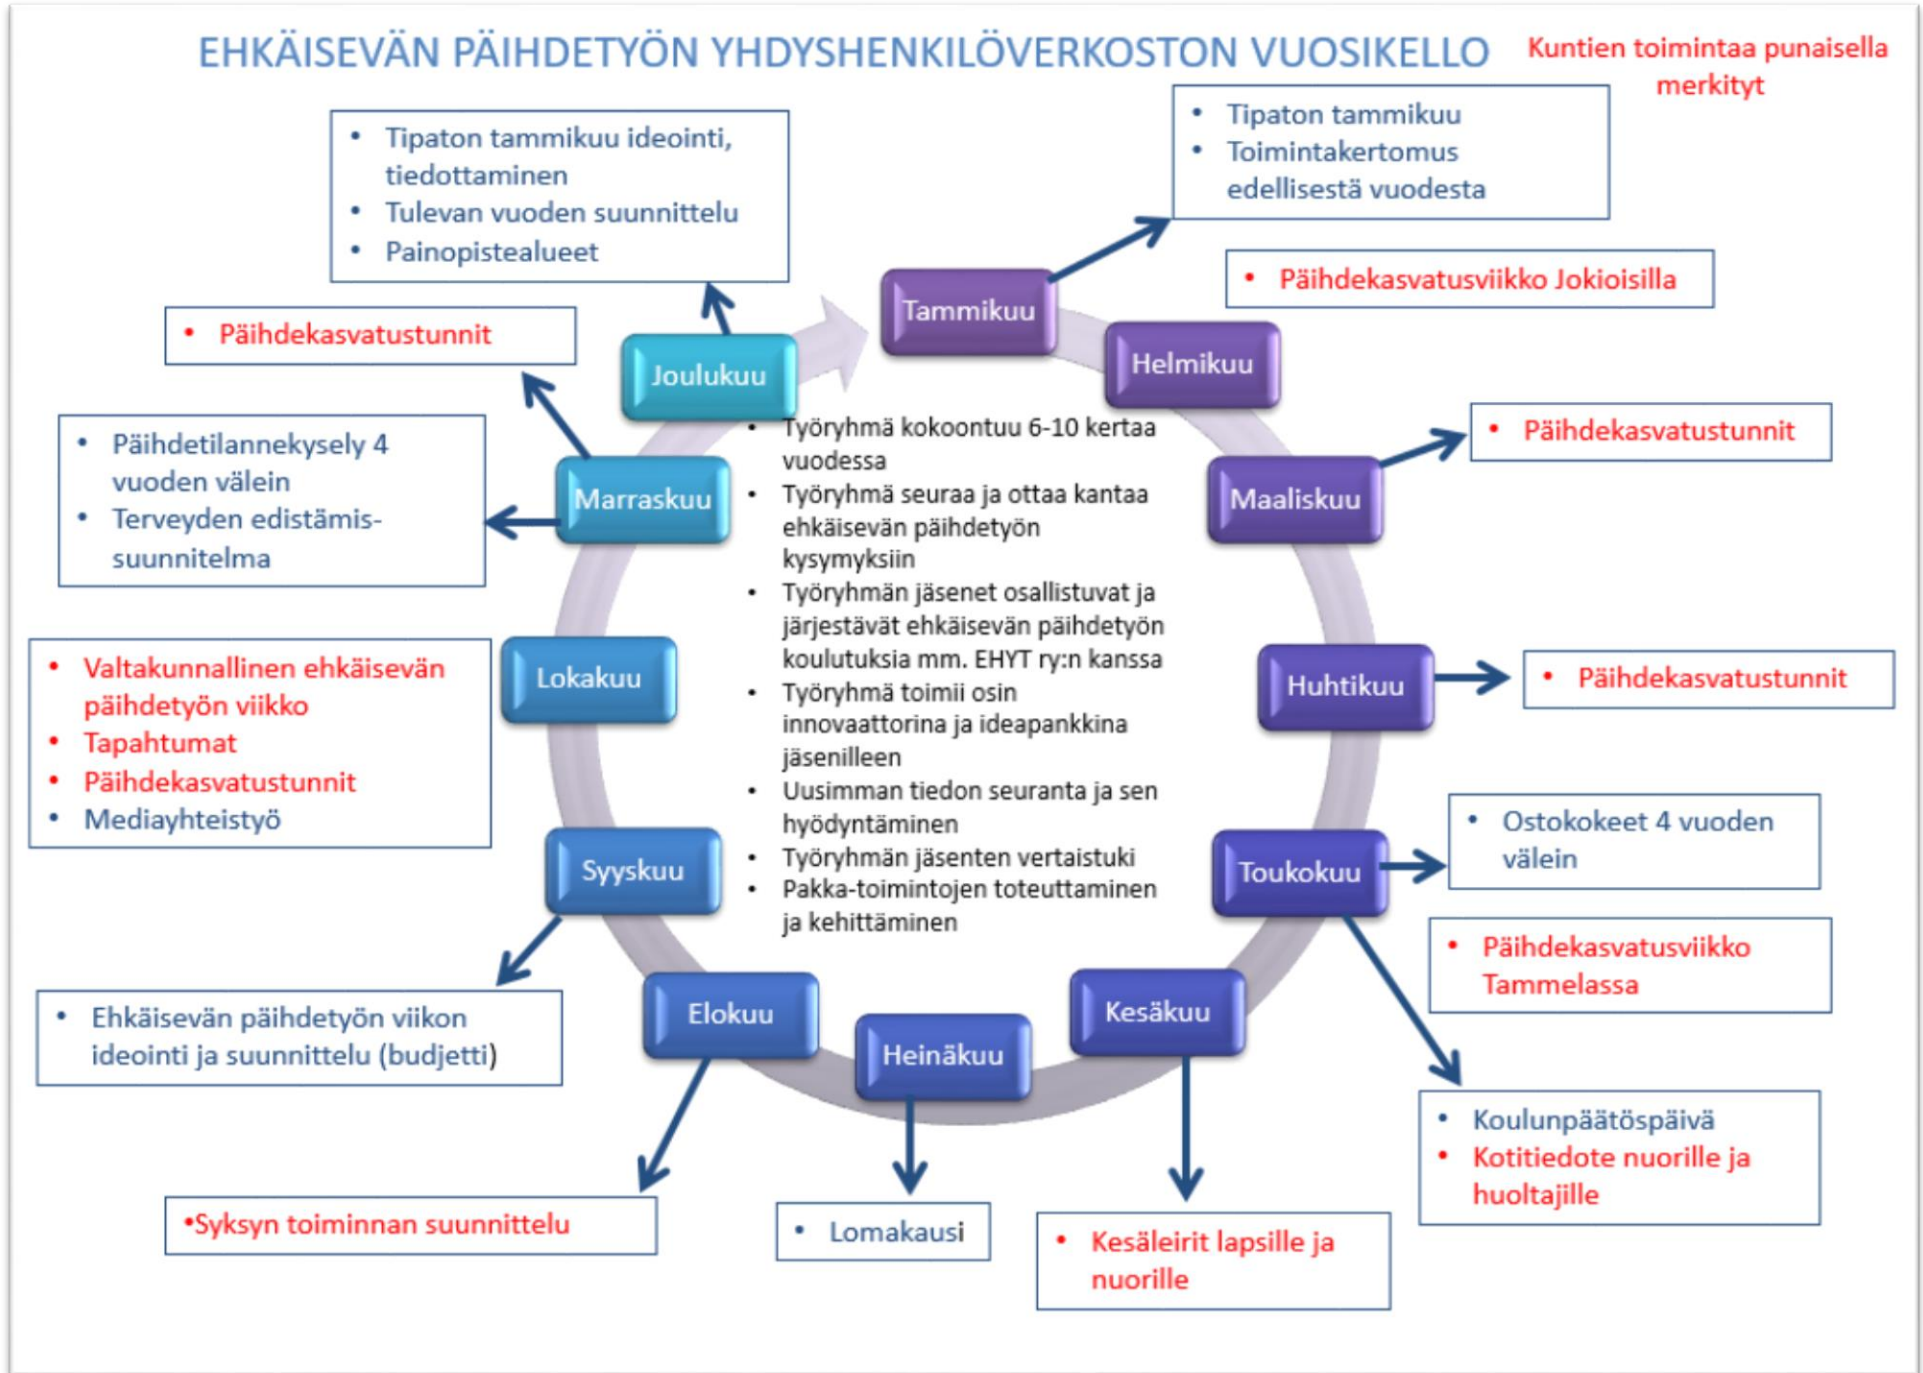 EHKÄISEVÄN PÄIHDETYÖN YHDYSHENKILÖVERKOSTON VUOSIKELLO
Kuntien toimintaa punaisella
merkityt
• Tipaton tammikuu
• Toimintakertomus
edellisestä vuodesta
• Päihdekasvatusviikko Jokioisilla
Tammikuu
Helmikuu
• Päihdekasvatustunnit
Maaliskuu
• Päihdekasvatustunnit
Huhtikuu
• Ostokokeet 4 vuoden
välein
Toukokuu
• Päihdekasvatusviikko
Tammelassa
• Koulunpäätöspäivä
• Kotitiedote nuorille ja
huoltajille
Kesäkuu
• Kesäleirit lapsille ja
nuorille
Heinäkuu
• Lomakausi
Elokuu
•Syksyn toiminnan suunnittelu
Syyskuu
• Ehkäisevän päihdetyön viikon
ideointi ja suunnittelu (budjetti)
Lokakuu
• Valtakunnallinen ehkäisevän
päihdetyön viikko
• Tapahtumat
• Päihdekasvatustunnit
• Mediayhteistyö
Marraskuu
• Päihdetilannekysely 4
vuoden välein
• Terveyden edistämis-
suunnitelma
• Päihdekasvatustunnit
Joulukuu
• Tipaton tammikuu ideointi,
tiedottaminen
• Tulevan vuoden suunnittelu
• Painopistealueet
• Työryhmä kokoontuu 6-10 kertaa
vuodessa
• Työryhmä seuraa ja ottaa kantaa
ehkäisevän päihdetyön
kysymyksiin
• Työryhmän jäsenet osallistuvat ja
järjestävät ehkäisevän päihdetyön
koulutuksia mm. EHYT ry:n kanssa
• Työryhmä toimii osin
innovaattorina ja ideapankkina
jäsenilleen
• Uusimman tiedon seuranta ja sen
hyödyntäminen
• Työryhmän jäsenten vertaistuki
• Pakka-toimintojen toteuttaminen
ja kehittäminen